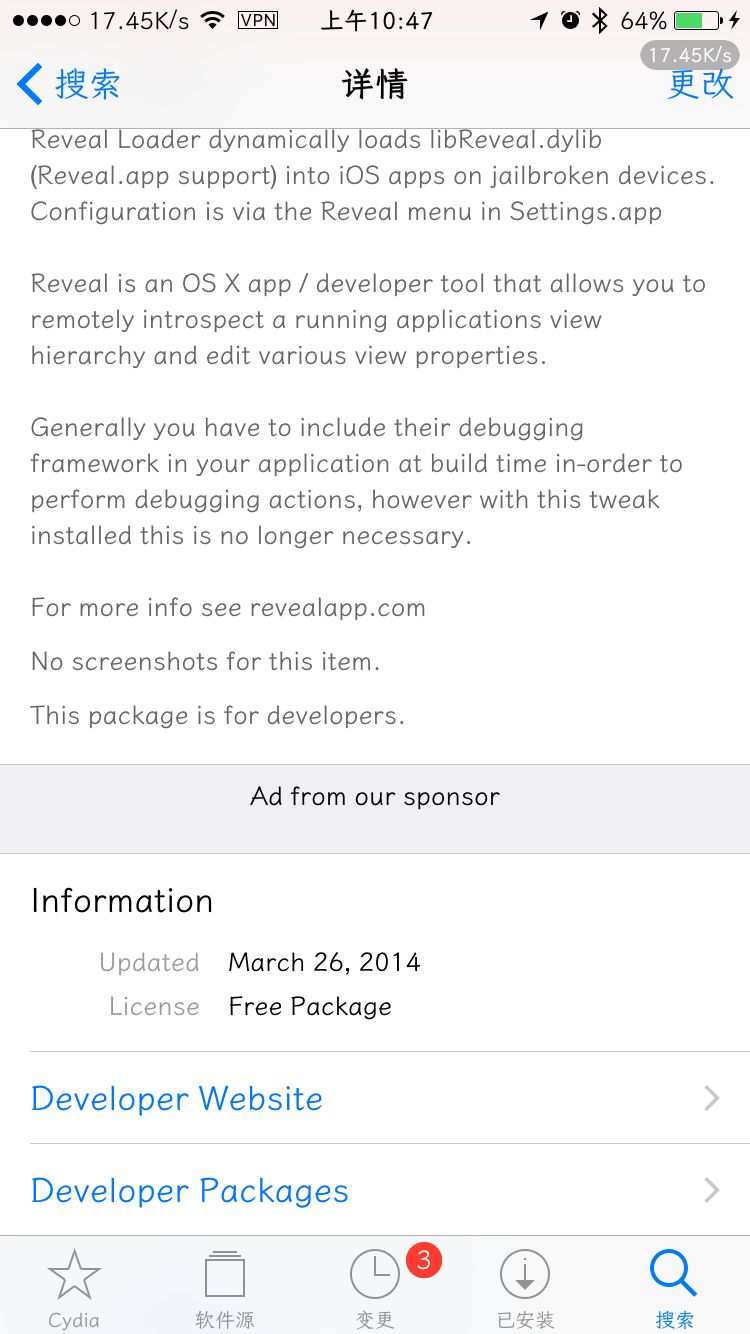 17.45K/s VPN 上午10:47 64%
17.45K/s
搜索 详情 更改
Reveal Loader dynamically loads libReveal.dylib
(Reveal.app support) into iOS apps on jailbroken devices.
Configuration is via the Reveal menu in Settings.app
Reveal is an OS X app / developer tool that allows you to
remotely introspect a running applications view
hierarchy and edit various view properties.
Generally you have to include their debugging
framework in your application at build time in-order to
perform debugging actions, however with this tweak
installed this is no longer necessary.
For more info see revealapp.com
No screenshots for this item.
This package is for developers.
Ad from our sponsor
Information
Updated March 26, 2014
License Free Package
Developer Website
Developer Packages
3
Cydia 软件源 变更 已安装 搜索